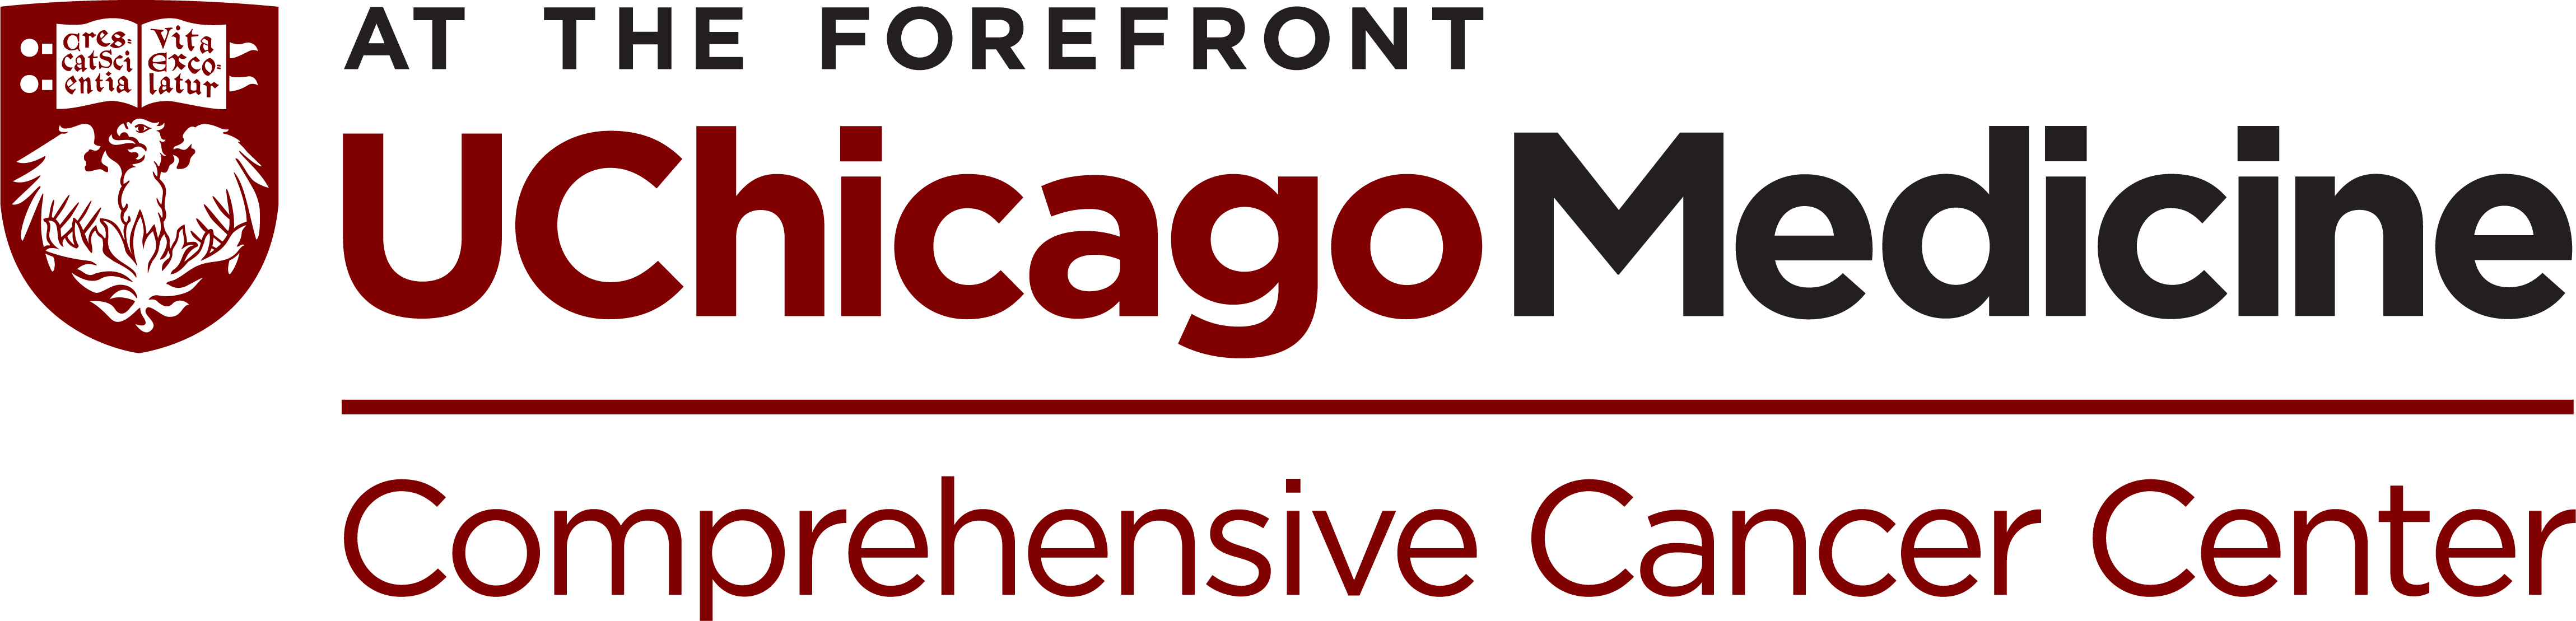 Cres-
catSci
entia
Vita
Exco-
latur
AT THE FOREFRONT
UChicagoMedicine
Comprehensive Cancer Center